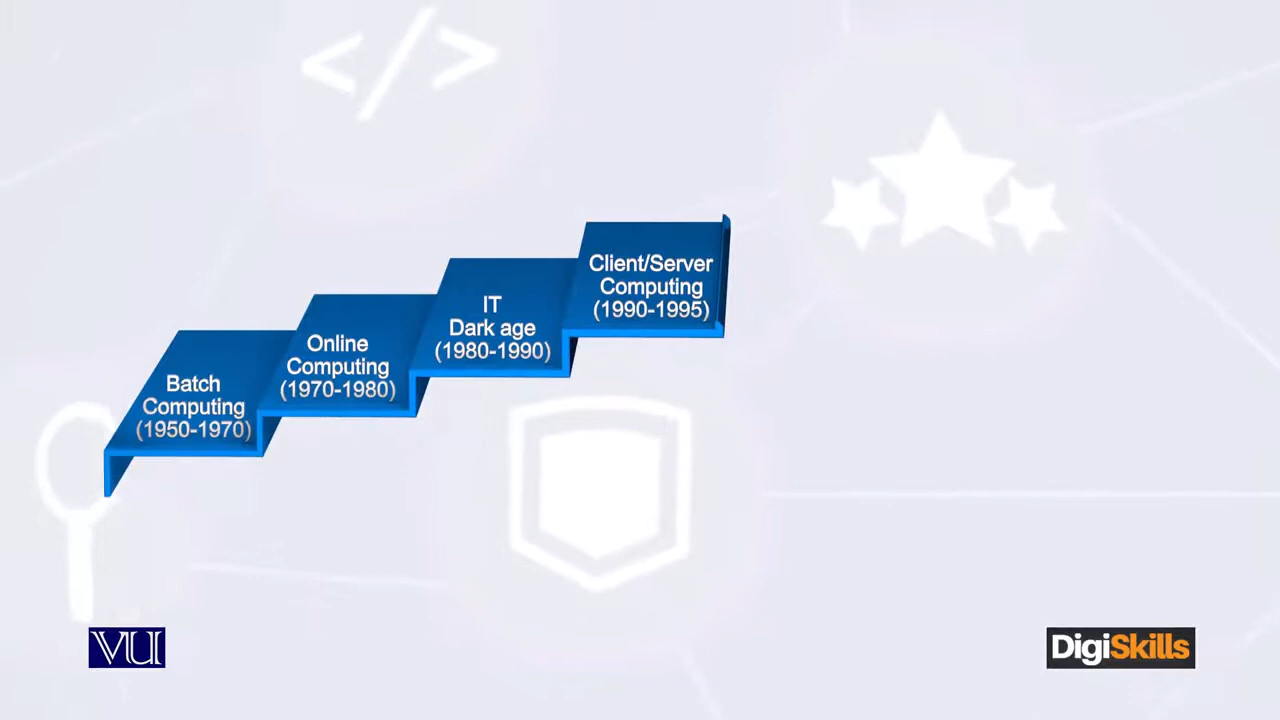 Batch
Computing
(1950-1970)
Online
Computing
(1970-1980)
IT
Dark age
(1980-1990)
Client/Server
Computing
(1990-1995)
</>
VU
DigiSkills